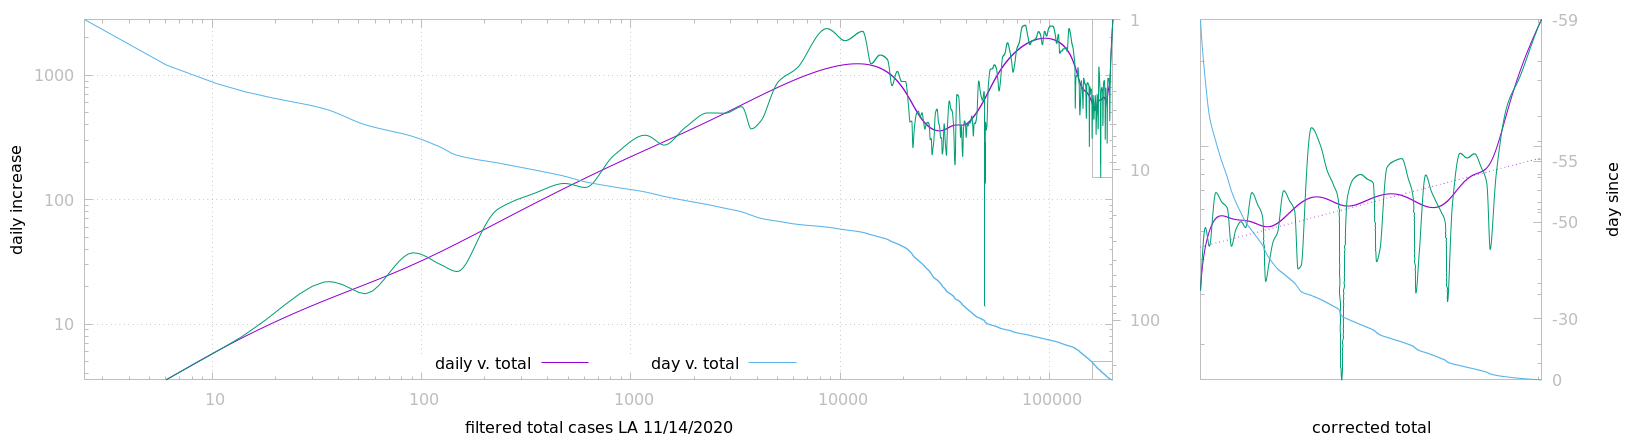 daily increase
1000
100
10
1
10
100
daily v. total
day v. total
10
100
1000
10000
100000
filtered total cases LA 11/14/2020
-59
-55
-50
-30
0
day since
corrected total